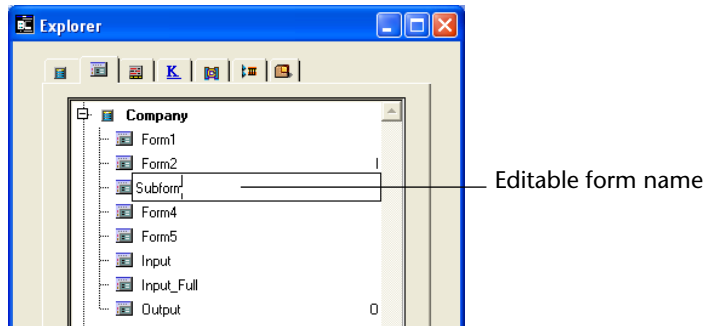 Explorer
K
Company
Form1
Form2 I
Subform
Editable form name
Form4
Form5
Input
Input_Full
Output O